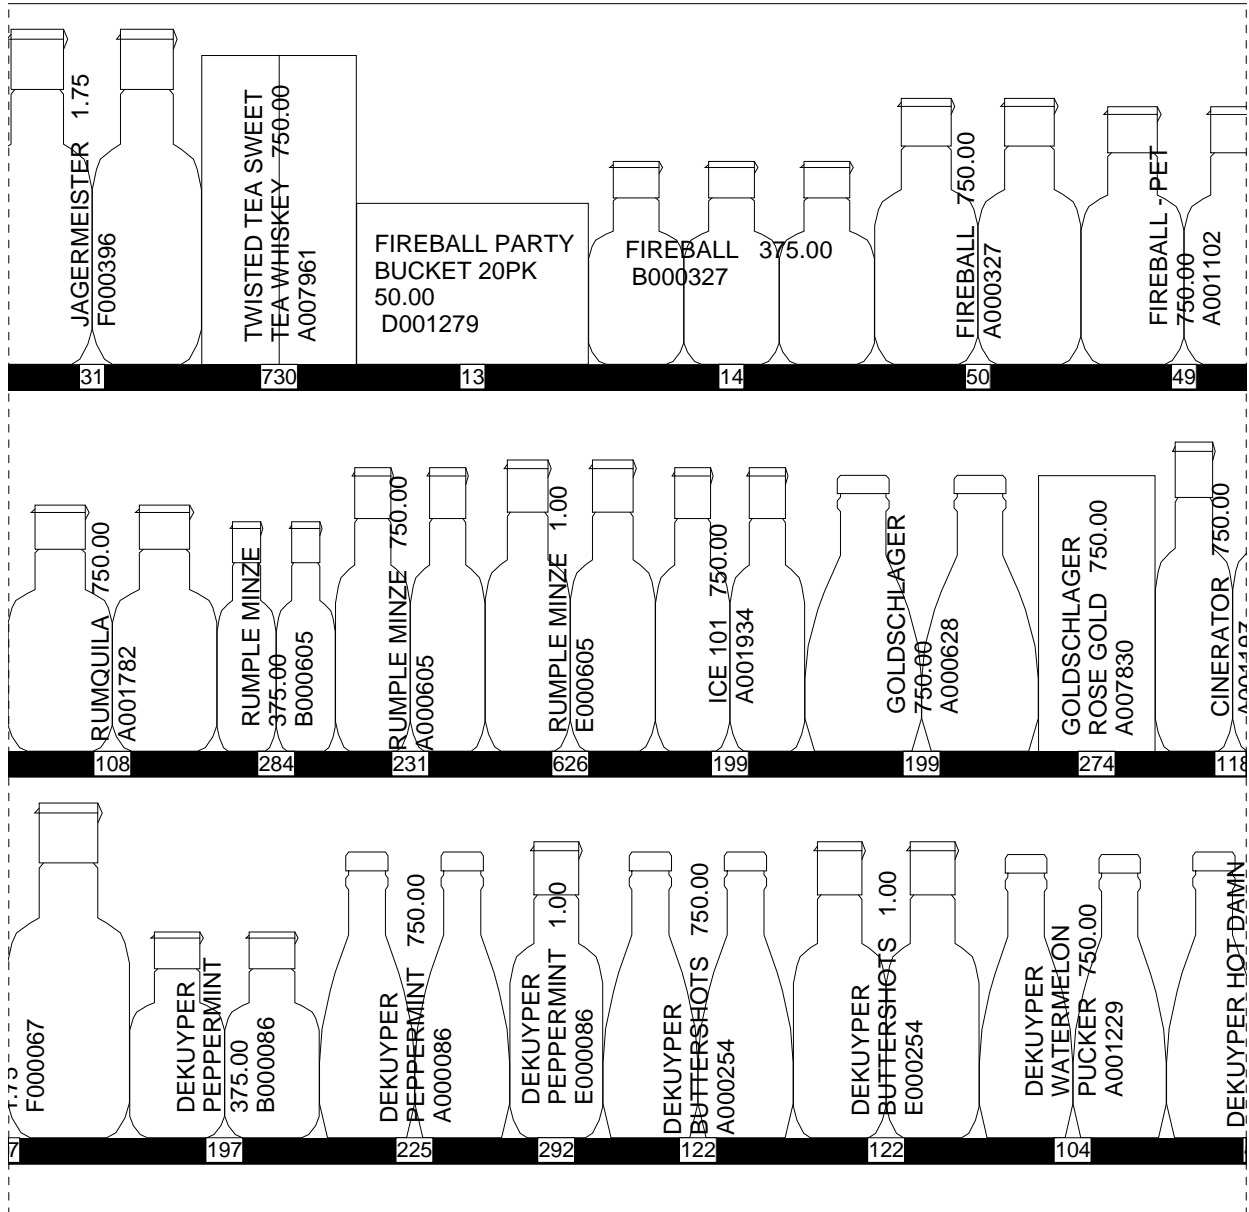 JAGERMEISTER 1.75
F000396
TWISTED TEA SWEET
TEA WHISKEY 750.00
A007961
FIREBALL PARTY
BUCKET 20PK
50.00
D001279
FIREBALL 375.00
B000327
FIREBALL 750.00
A000327
FIREBALL - PET
750.00
A001102
31
730
13
14
50
49
RUMQUILA 750.00
A001782
RUMPLE MINZE
375.00
B000605
RUMPLE MINZE 750.00
A000605
RUMPLE MINZE 1.00
E000605
ICE 101 750.00
A001934
GOLDSCHLAGER
750.00
A000628
GOLDSCHLAGER
ROSE GOLD 750.00
A007830
CINERATOR 750.00
108
284
231
626
199
199
274
118
1.75
F000067
DEKUYPER
PEPPERMINT
375.00
B000086
DEKUYPER
PEPPERMINT 750.00
A000086
DEKUYPER
PEPPERMINT 1.00
E000086
DEKUYPER
BUTTERSHOTS 750.00
A000254
DEKUYPER
BUTTERSHOTS 1.00
E000254
DEKUYPER
WATERMELON
PUCKER 750.00
A001229
DEKUYPER HOT DAMN
7
197
225
292
122
122
104